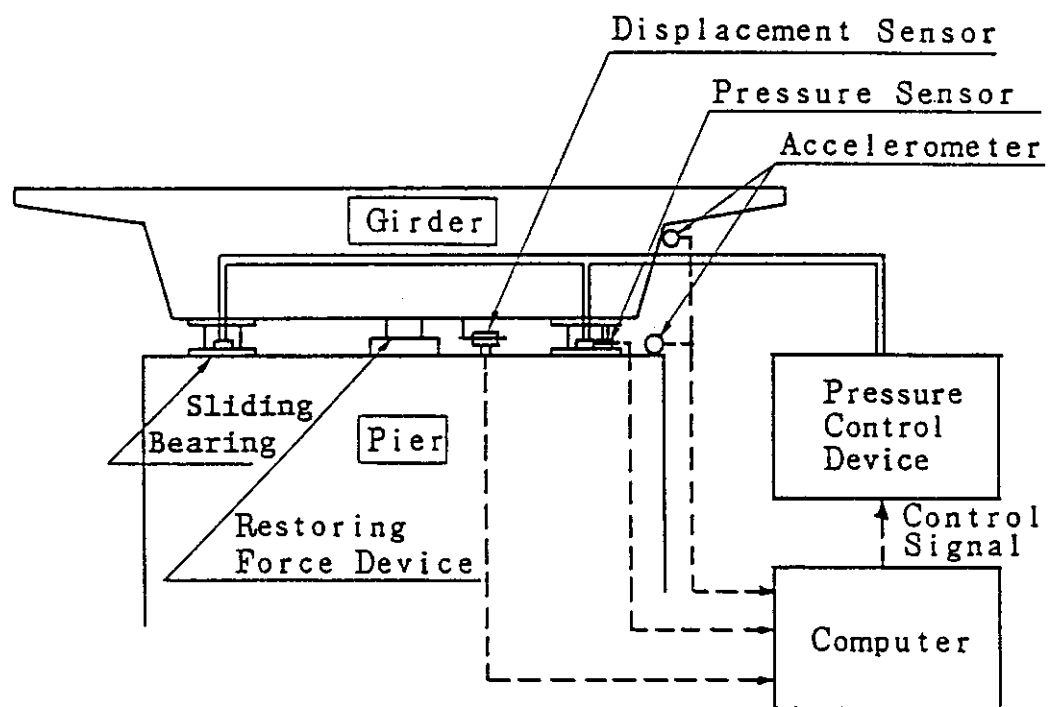 Displacement Sensor
Pressure Sensor
Accelerometer
Girder
Sliding
Bearing
Pier
Restoring
Force Device
Pressure
Control
Device
Control
Signal
Computer